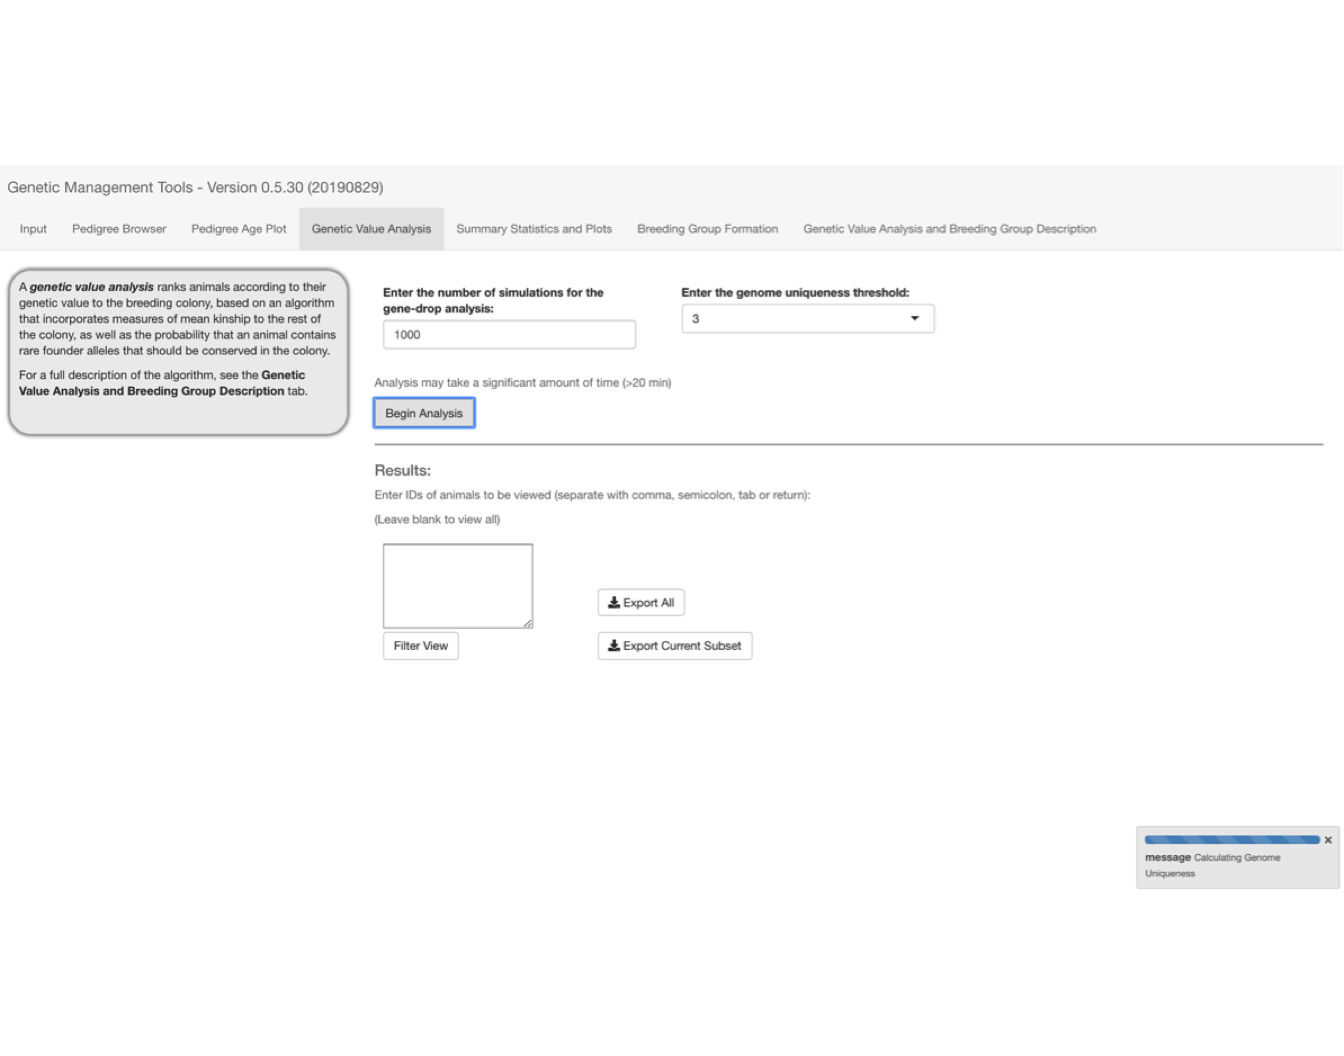 Genetic Management Tools - Version 0.5.30 (20190829)
Input
Pedigree Browser
Pedigree Age Plot
Genetic Value Analysis
Summary Statistics and Plots
Breeding Group Formation
Genetic Value Analysis and Breeding Group Description
A genetic value analysis ranks animals according to their
genetic value to the breeding colony, based on an algorithm
that incorporates measures of mean kinship to the rest of
the colony, as well as the probability that an animal contains
rare founder alleles that should be conserved in the colony.
For a full description of the algorithm, see the Genetic
Value Analysis and Breeding Group Description tab.
Enter the number of simulations for the
gene-drop analysis:
1000
Enter the genome uniqueness threshold:
3
Analysis may take a significant amount of time (>20 min)
Begin Analysis
Results:
Enter IDs of animals to be viewed (separate with comma, semicolon, tab or return):
(Leave blank to view all)
Export All
Filter View
Export Current Subset
message Calculating Genome
Uniqueness